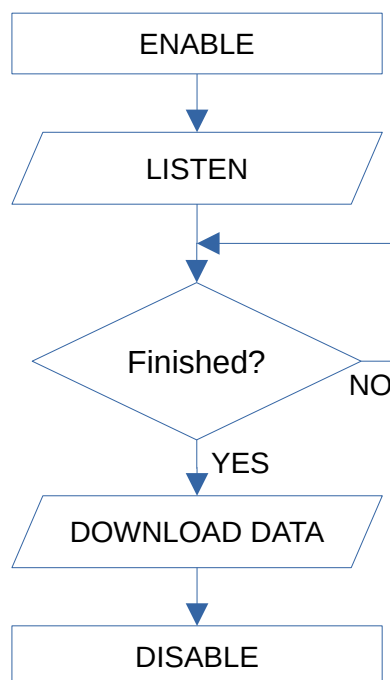 ENABLE
LISTEN
Finished?
NO
YES
DOWNLOAD DATA
DISABLE